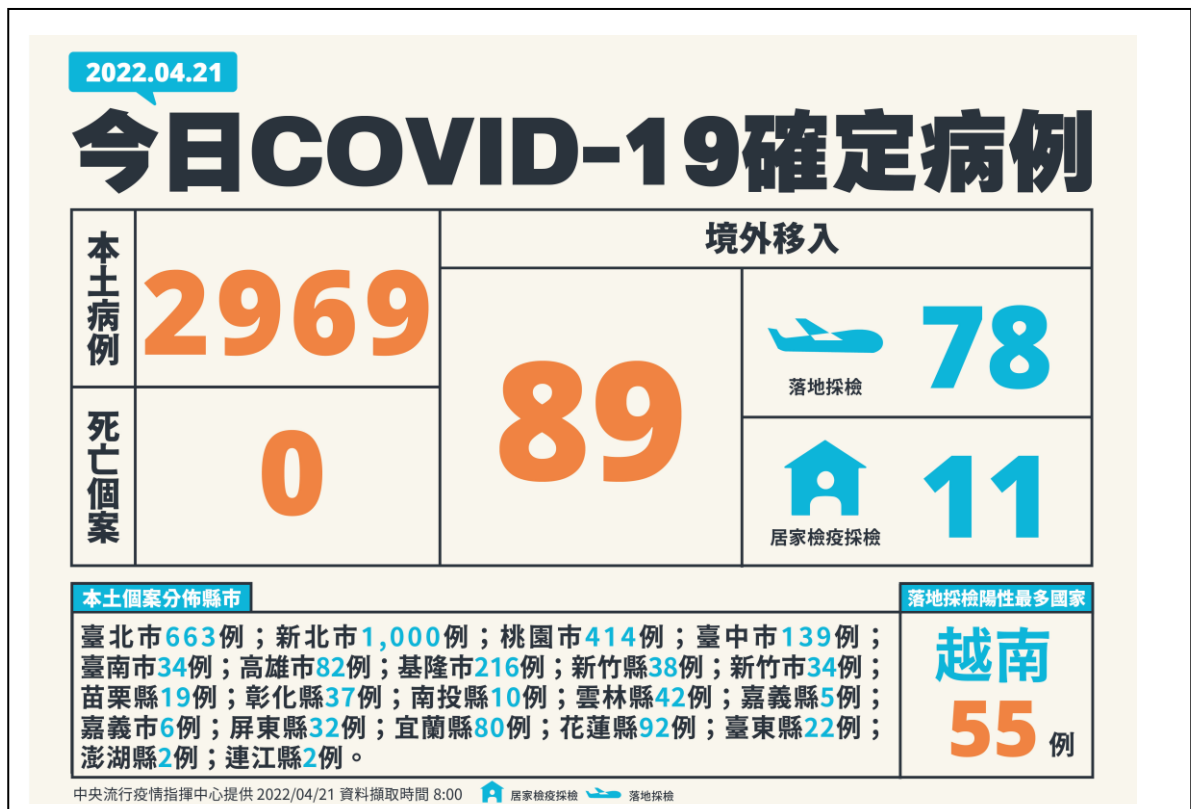 2022.04.21
今日COVID-19確定病例
本土病例
2969
死亡個案
0
境外移入
89
落地採檢
78
居家檢疫採檢
11
本土個案分佈縣市
臺北市663例；新北市1,000例；桃園市414例；臺中市139例；
臺南市34例；高雄市82例；基隆市216例；新竹縣38例；新竹市34例；
苗栗縣19例；彰化縣37例；南投縣10例；雲林縣42例；嘉義縣5例；
嘉義市6例；屏東縣32例；宜蘭縣80例；花蓮縣92例；臺東縣22例；
澎湖縣2例；連江縣2例。
落地採檢陽性最多國家
越南
55例
中央流行疫情指揮中心提供 2022/04/21 資料擷取時間 8:00 居家檢疫採檢 落地採檢